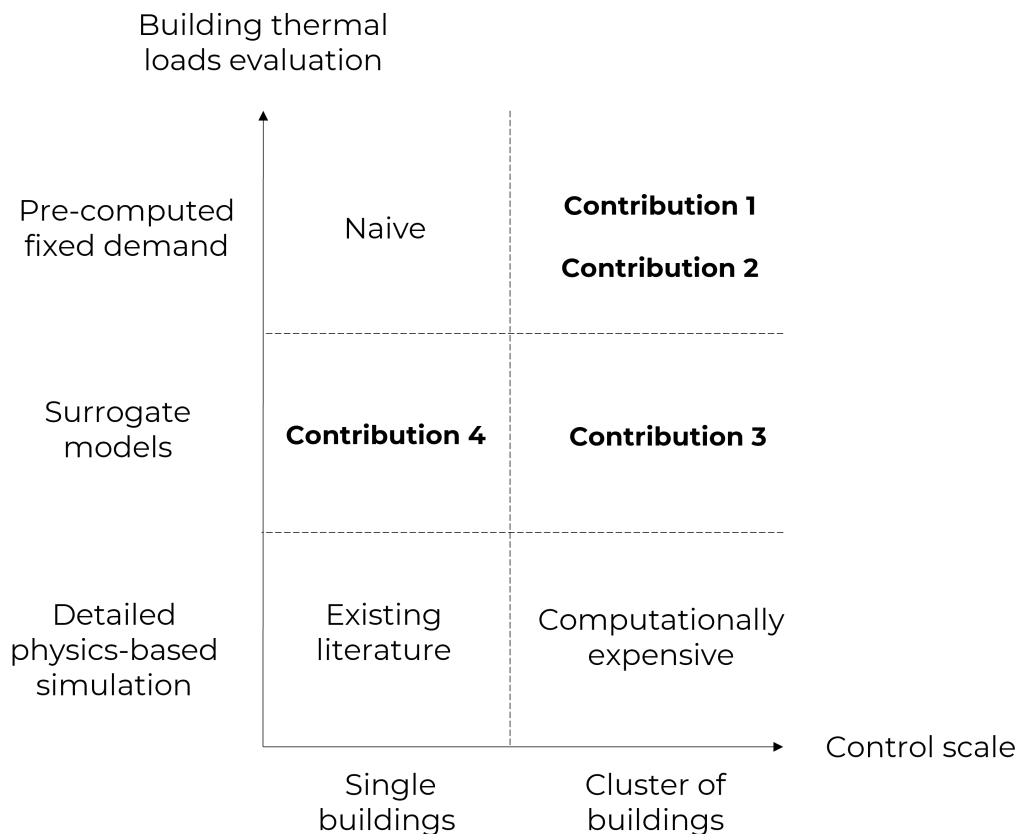 Building thermal
loads evaluation
Pre-computed
fixed demand
Naive
Contribution 1
Contribution 2
Surrogate
models
Contribution 4
Contribution 3
Detailed
physics-based
simulation
Existing
literature
Computationally
expensive
Control scale
Single
buildings
Cluster of
buildings